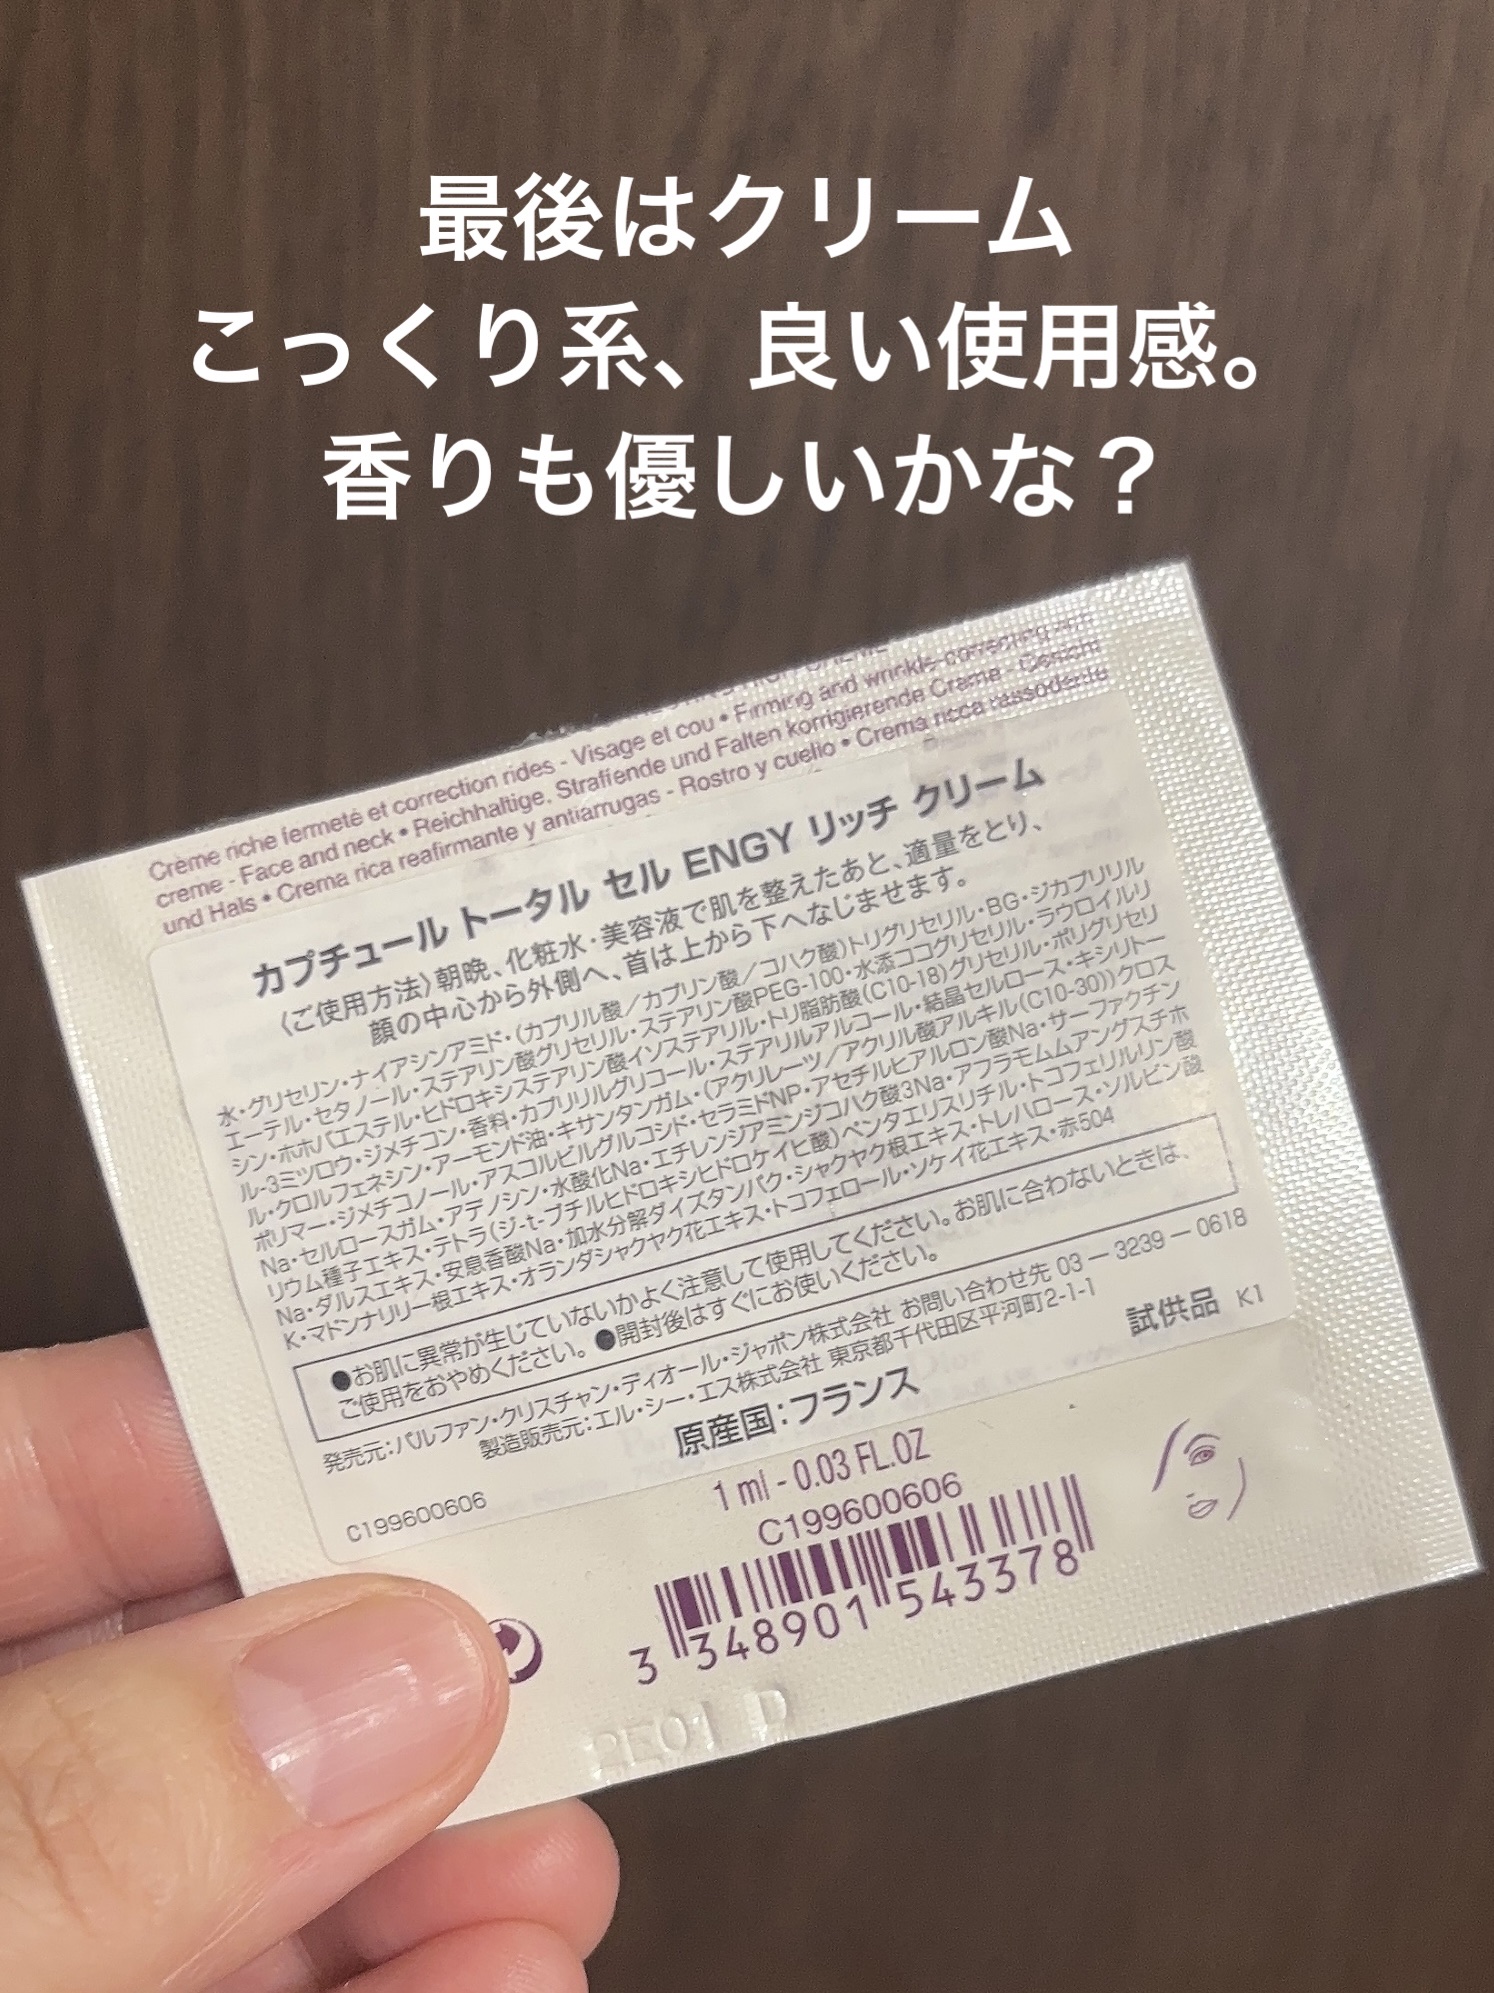 最後はクリーム
こっくり系、良い使用感。
香りも優しいかな？
Crème riche fermeté et correction rides - Visage et cou • Firming and wrinkle-correcting
creme - Face and neck • Reichhaltige, Straffende und Falten korrigierende Creme - Gesicht
und Hals • Crema rica reafirmante y antiarrugas - Rostro y cuello • Crema ricca rassodante
カプチュール トータル セル ENGY リッチ クリーム
〈ご使用方法〉朝晩、化粧水・美容液で肌を整えたあと、適量をとり、
顔の中心から外側へ、首は上から下へなじませます。
水・グリセリン・ナイアシンアミド・(カプリル酸／カプリン酸／コハク酸)トリグリセリル・BG・ジカプリリル
エーテル・セタノール・ステアリン酸グリセリル・ステアリン酸PEG-100・水添ココグリセリル・ラウロイルリ
シン・ホホバエステル・ヒドロキシステアリン酸イソステアリル・トリ脂肪酸(C10-18)グリセリル・ポリグリセリ
ル-3ミツロウ・ジメチコン・香料・カプリリルグリコール・ステアリルアルコール・結晶セルロース・キシリトー
ル・クロルフェネシン・アーモンド油・キサンタンガム・(アクリレーツ／アクリル酸アルキル(C10-30))クロス
ポリマー・ジメチコノール・アスコルビルグルコシド・セラミドNP・アセチルヒアルロン酸Na・サーファクチン
Na・セルロースガム・アデノシン・水酸化Na・エチレンジアミンジコハク酸3Na・アフラモムムアングスチホ
リウム種子エキス・テトラ(ジ-t-ブチルヒドロキシヒドロケイヒ酸)ペンタエリスリチル・トコフェリルリン酸
Na・ダルスエキス・安息香酸Na・加水分解ダイズタンパク・シャクヤク根エキス・トレハロース・ソルビン酸
K・マドンナリリー根エキス・オランダシャクヤク花エキス・トコフェロール・ソケイ花エキス・赤504
●お肌に異常が生じていないかよく注意して使用してください。お肌に合わないときは、
ご使用をおやめください。●開封後はすぐにお使いください。
発売元：パルファン・クリスチャン・ディオール・ジャポン株式会社 お問い合わせ先 03 ― 3239 ― 0618
製造販売元：エル・シー・エス株式会社 東京都千代田区平河町2-1-1
原産国：フランス 試供品 K1
C199600606
1 ml - 0.03 FL.OZ
C199600606
3 348901 543378
2E01 D